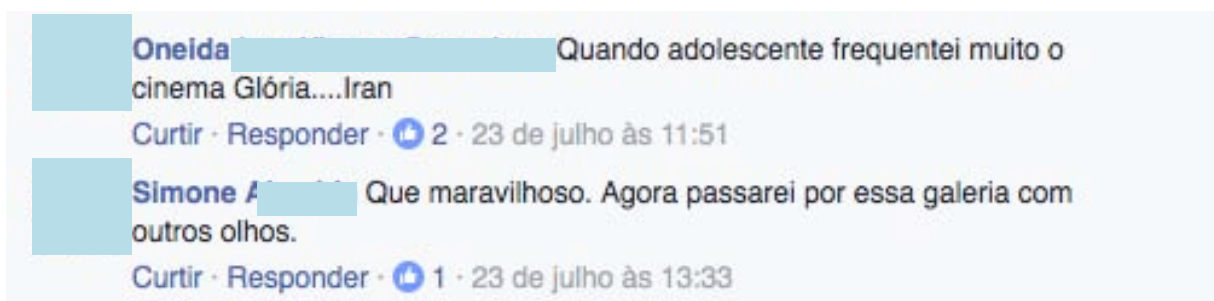 Oneida Quando adolescente frequentei muito o
cinema Glória....Iran
Curtir · Responder · 2 · 23 de julho às 11:51
Simone Que maravilhoso. Agora passarei por essa galeria com
outros olhos.
Curtir · Responder · 1 · 23 de julho às 13:33